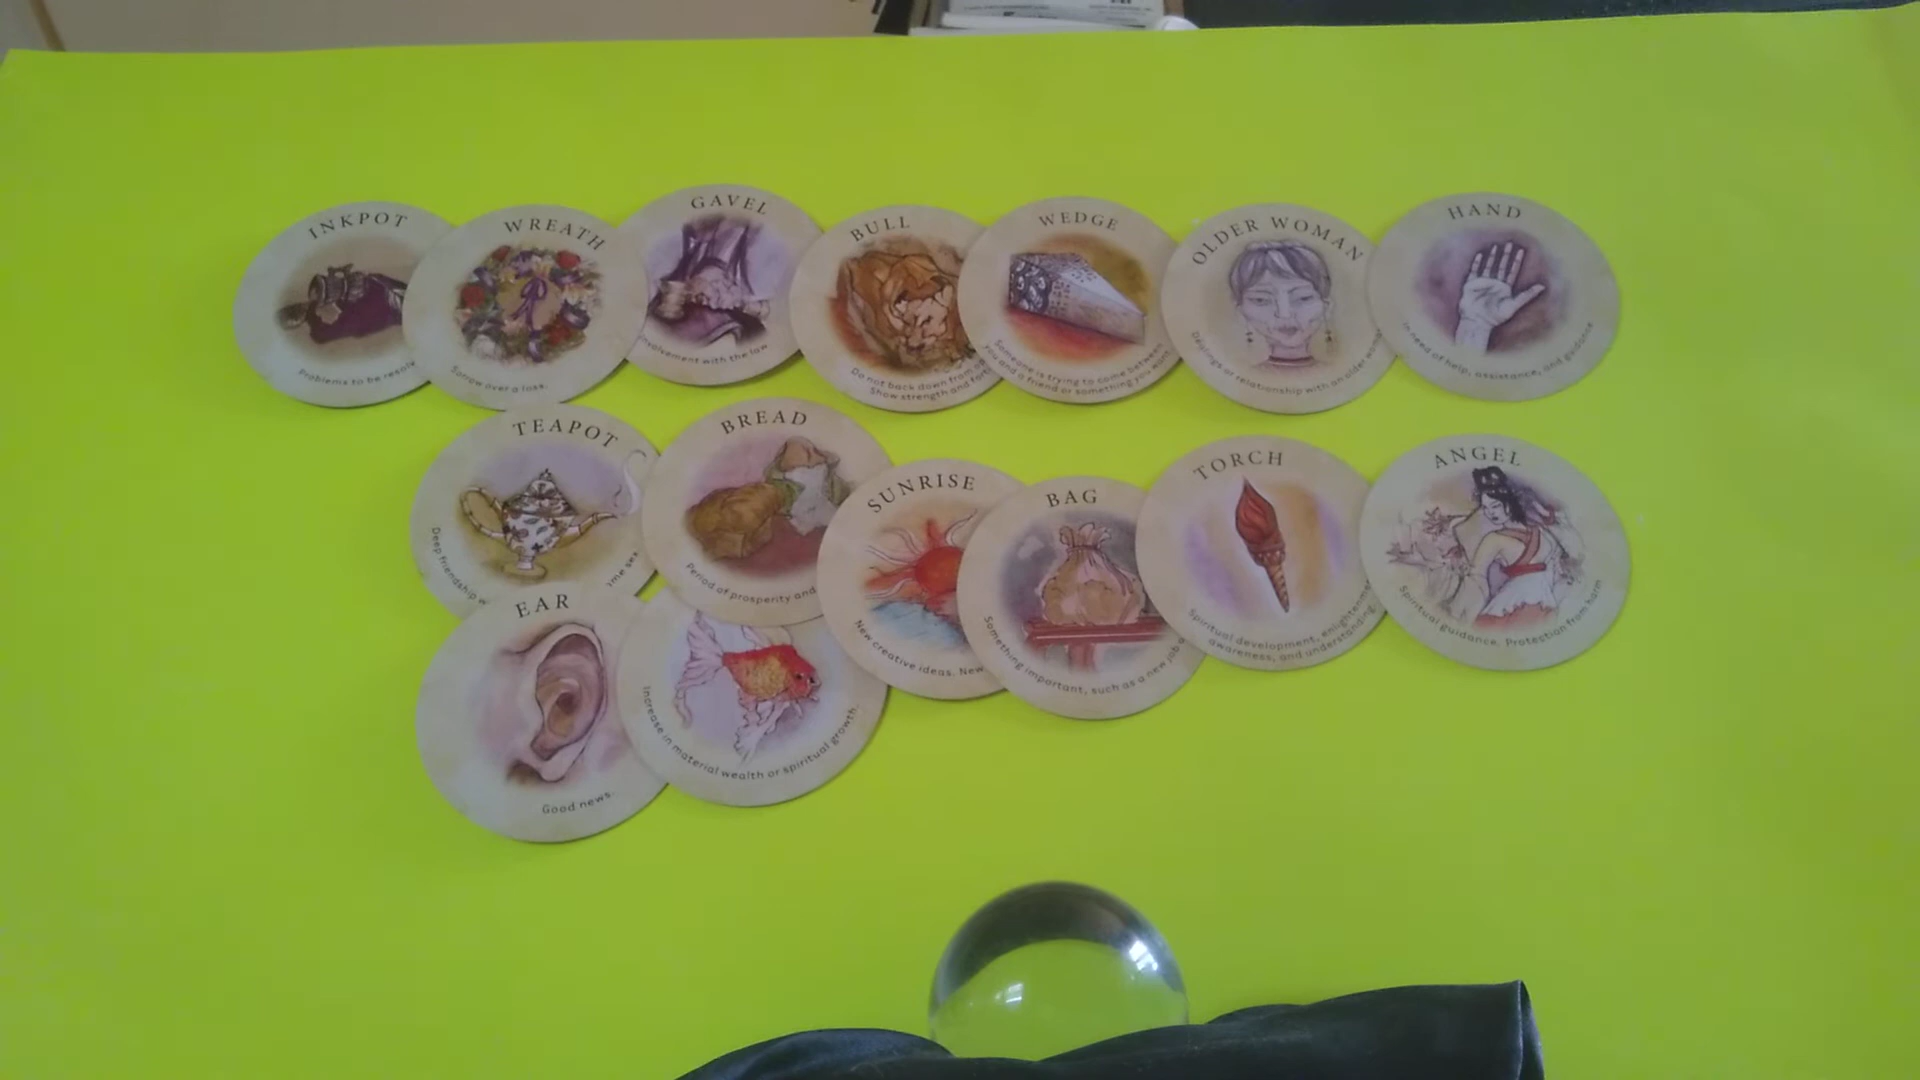 INKPOT
Problems to be
WREATH
Sorrow over a loss.
GAVEL
involvement with the law
BULL
Do not back down from
Show strength and
WEDGE
Someone is trying to come between
you and a friend or something you want.
OLDER WOMAN
Dealings or relationship with an older
HAND
In need of help, assistance, and guidance
TEAPOT
Deep friendship
BREAD
Period of prosperity and
SUNRISE
New creative ideas. New
BAG
Something important, such as a new job
TORCH
Spiritual development,
awareness, and understanding
ANGEL
Spiritual guidance. Protection from harm
EAR
Good news.
Increase in material wealth or spiritual growth